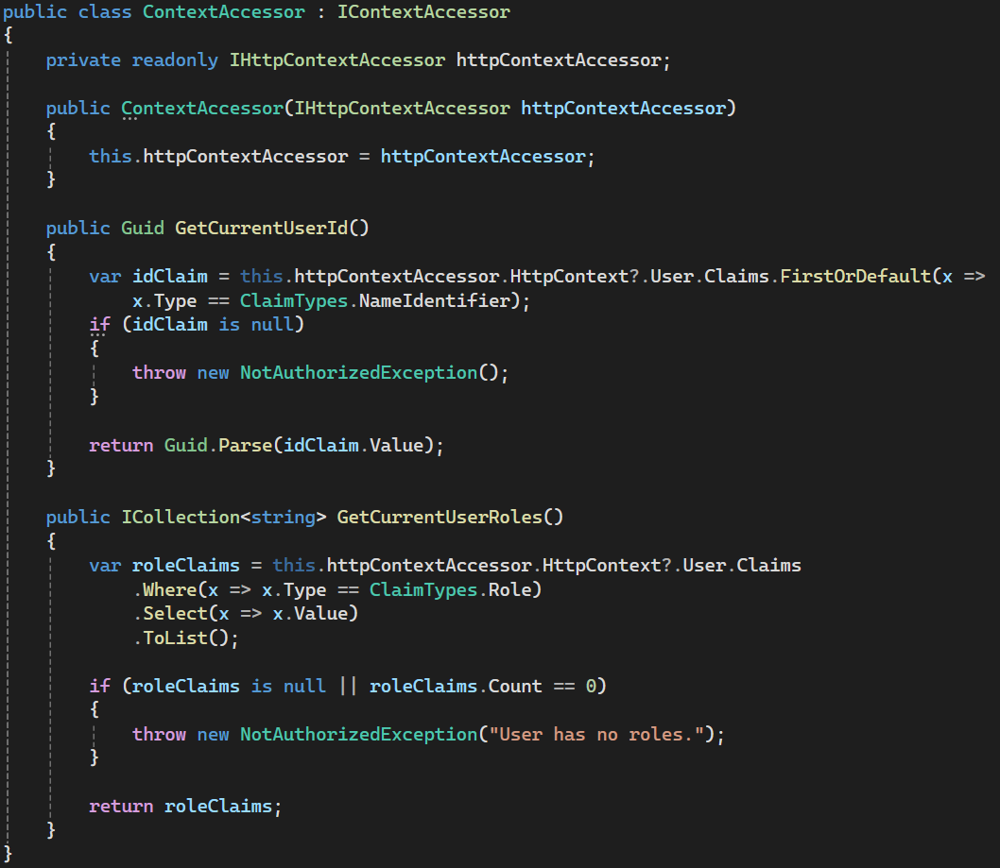 public class ContextAccessor : IContextAccessor
{
    private readonly IHttpContextAccessor httpContextAccessor;

    public ContextAccessor(IHttpContextAccessor httpContextAccessor)
    {
        this.httpContextAccessor = httpContextAccessor;
    }

    public Guid GetCurrentUserId()
    {
        var idClaim = this.httpContextAccessor.HttpContext?.User.Claims.FirstOrDefault(x =>
            x.Type == ClaimTypes.NameIdentifier);
        if (idClaim is null)
        {
            throw new NotAuthorizedException();
        }

        return Guid.Parse(idClaim.Value);
    }

    public ICollection<string> GetCurrentUserRoles()
    {
        var roleClaims = this.httpContextAccessor.HttpContext?.User.Claims
            .Where(x => x.Type == ClaimTypes.Role)
            .Select(x => x.Value)
            .ToList();

        if (roleClaims is null || roleClaims.Count == 0)
        {
            throw new NotAuthorizedException("User has no roles.");
        }

        return roleClaims;
    }
}